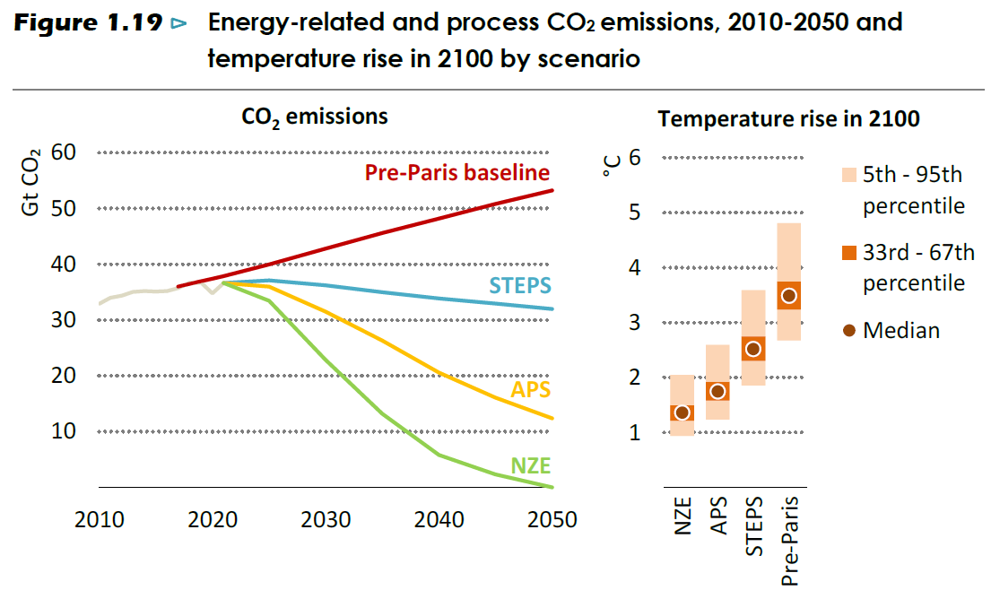 Figure 1.19 ▷ Energy-related and process CO₂ emissions, 2010-2050 and
temperature rise in 2100 by scenario
CO₂ emissions
Gt CO₂
60
50
40
30
20
10
Pre-Paris baseline
STEPS
APS
NZE
2010 2020 2030 2040 2050
Temperature rise in 2100
°C
6
5
4
3
2
1
NZE
APS
STEPS
Pre-Paris
5th - 95th
percentile
33rd - 67th
percentile
Median